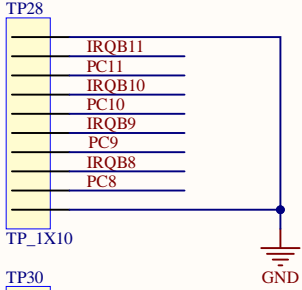 TP28
IRQB11
PC11
IRQB10
PC10
IRQB9
PC9
IRQB8
PC8
TP_1X10
GND
TP30